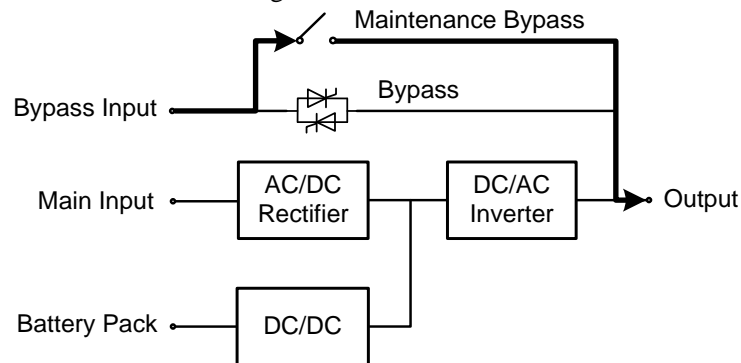 Maintenance Bypass
Bypass Input
Bypass
Main Input
AC/DC
Rectifier
DC/AC
Inverter
Output
Battery Pack
DC/DC